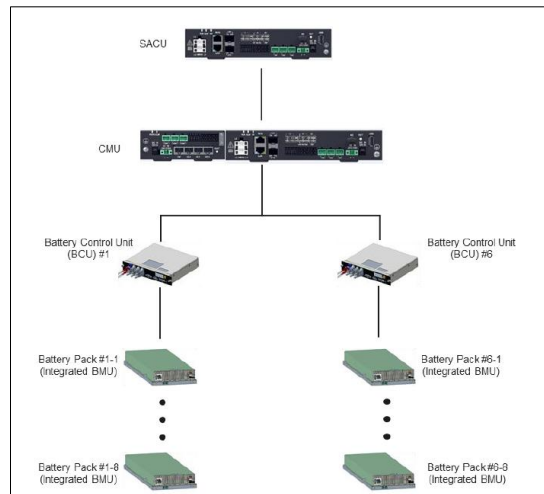 SACU
CMU
Battery Control Unit
(BCU) #1
Battery Control Unit
(BCU) #6
Battery Pack #1-1
(Integrated BMU)
Battery Pack #6-1
(Integrated BMU)
Battery Pack #1-8
(Integrated BMU)
Battery Pack #6-8
(Integrated BMU)